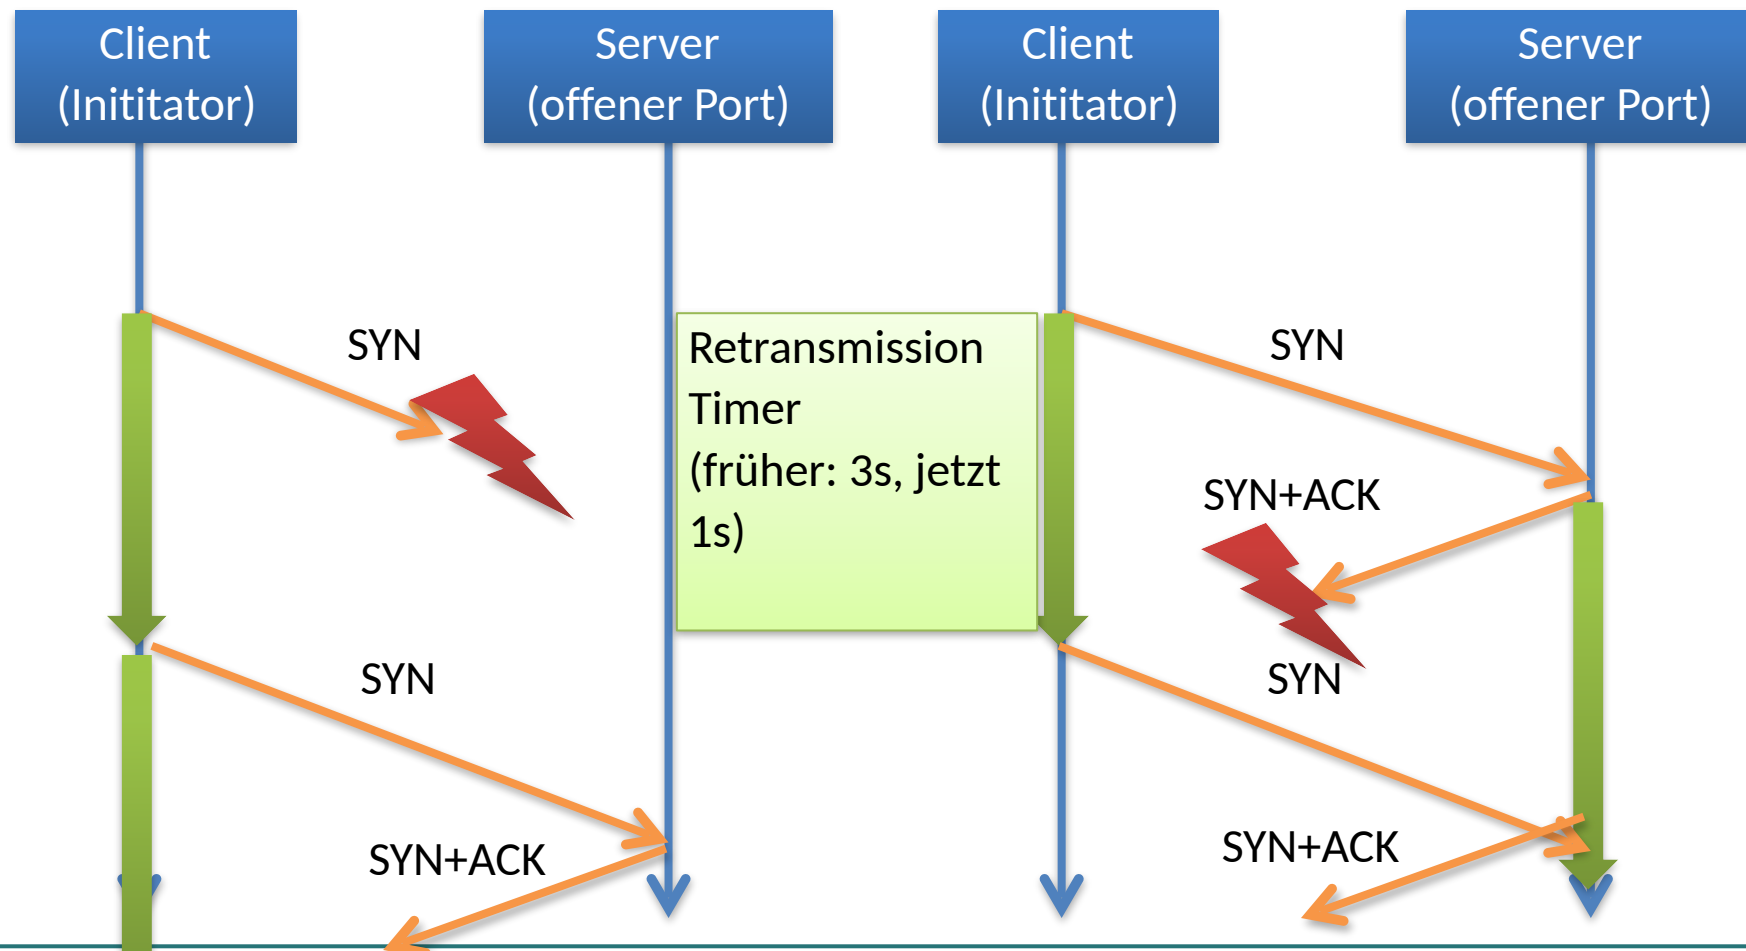 Client
(Inititator)
Server
(offener Port)
Client
(Inititator)
Server
(offener Port)
SYN
Retransmission
Timer
(früher: 3s, jetzt
1s)
SYN
SYN+ACK
SYN
SYN
SYN+ACK
SYN+ACK